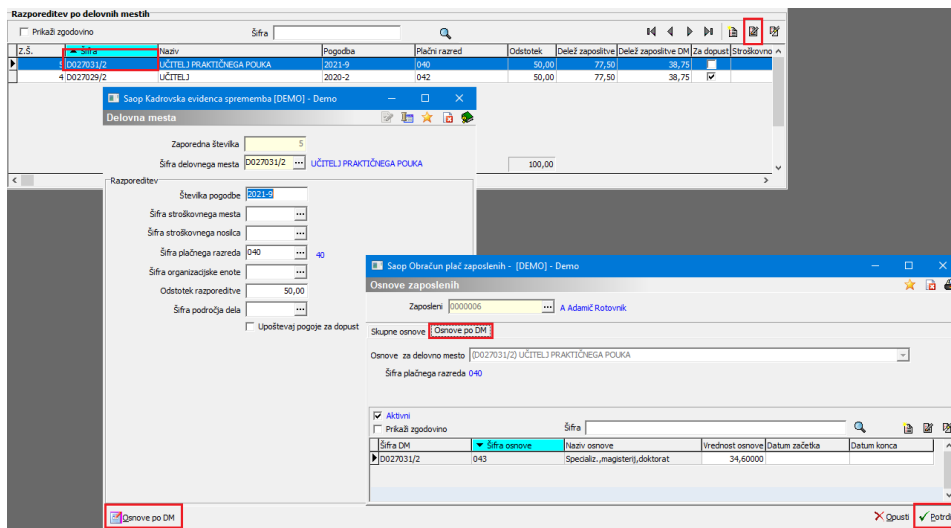 Razporeditev po delovnih mestih
Prikaži zgodovino Šifra
Z.Š. Šifra Naziv Pogodba Plačni razred Odstotek Delež zaposlitve Delež zaposlitve DM Za dopust Stroškovno
5 D027031/2 UČITELJ PRAKTIČNEGA POUKA 2021-9 040 50,00 77,50 38,75
4 D027029/2 UČITELJ 2020-2 042 50,00 77,50 38,75
100,00
Saop Kadrovska evidenca sprememba [DEMO] - Demo
Delovna mesta
Zaporedna številka 5
Šifra delovnega mesta D027031/2 ... UČITELJ PRAKTIČNEGA POUKA
Razporeditev
Številka pogodbe 2021-9
Šifra stroškovnega mesta ...
Šifra stroškovnega nosilca ...
Šifra plačnega razreda 040 ... 40
Šifra organizacijske enote ...
Odstotek razporeditve 50,00
Šifra področja dela ...
Upoštevaj pogoje za dopust
Osnove po DM
Saop Obračun plač zaposlenih - [DEMO] - Demo
Osnove zaposlenih
Zaposleni 0000006 ... A Adamič Rotovnik
Skupne osnove Osnove po DM
Osnove za delovno mesto (D027031/2) UČITELJ PRAKTIČNEGA POUKA
Šifra plačnega razreda 040
Aktivni
Prikaži zgodovino Šifra
Šifra DM Šifra osnove Naziv osnove Vrednost osnove Datum začetka Datum konca
D027031/2 043 Specializ.,magisterij,doktorat 34,60000
Opusti Potrdi